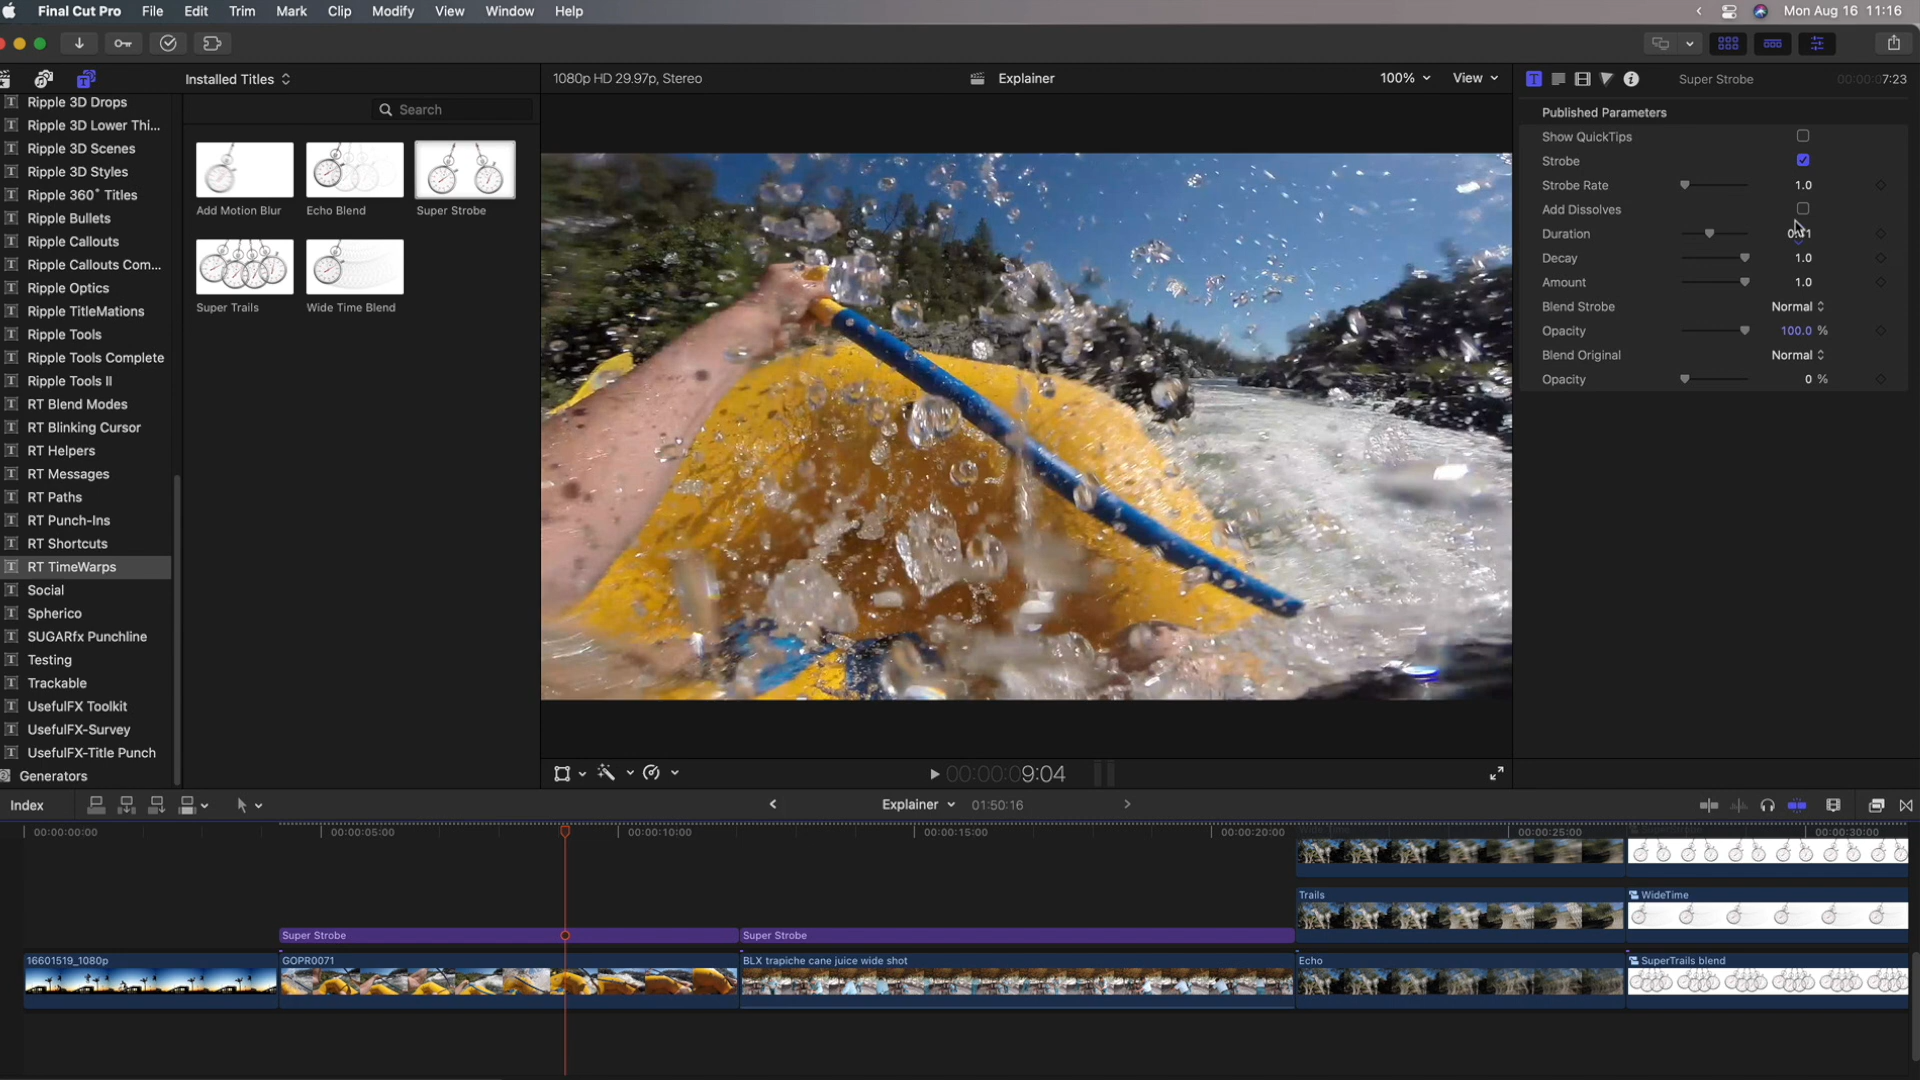 Final Cut Pro File Edit Trim Mark Clip Modify View Window Help Mon Aug 16 11:16
Installed Titles
1080p HD 29.97p, Stereo Explainer 100% View
Super Strobe 00:00:07:23
Search
Ripple 3D Drops
Ripple 3D Lower Thi...
Ripple 3D Scenes
Ripple 3D Styles
Ripple 360° Titles
Ripple Bullets
Ripple Callouts
Ripple Callouts Com...
Ripple Optics
Ripple TitleMations
Ripple Tools
Ripple Tools Complete
Ripple Tools II
RT Blend Modes
RT Blinking Cursor
RT Helpers
RT Messages
RT Paths
RT Punch-Ins
RT Shortcuts
RT TimeWarps
Social
Spherico
SUGARfx Punchline
Testing
Trackable
UsefulFX Toolkit
UsefulFX-Survey
UsefulFX-Title Punch
Generators
Add Motion Blur Echo Blend Super Strobe
Super Trails Wide Time Blend
Published Parameters
Show QuickTips
Strobe
Strobe Rate 1.0
Add Dissolves
Duration
Decay 1.0
Amount 1.0
Blend Strobe Normal
Opacity 100.0 %
Blend Original Normal
Opacity 0 %
00:00:09:04
Index Explainer 01:50:16
00:00:00:00 00:00:05:00 00:00:10:00 00:00:15:00 00:00:20:00 00:00:25:00 00:00:30:00
Trails WideTime
Super Strobe Super Strobe
16601519_1080p GOPR0071 BLX trapiche cane juice wide shot Echo SuperTrails blend